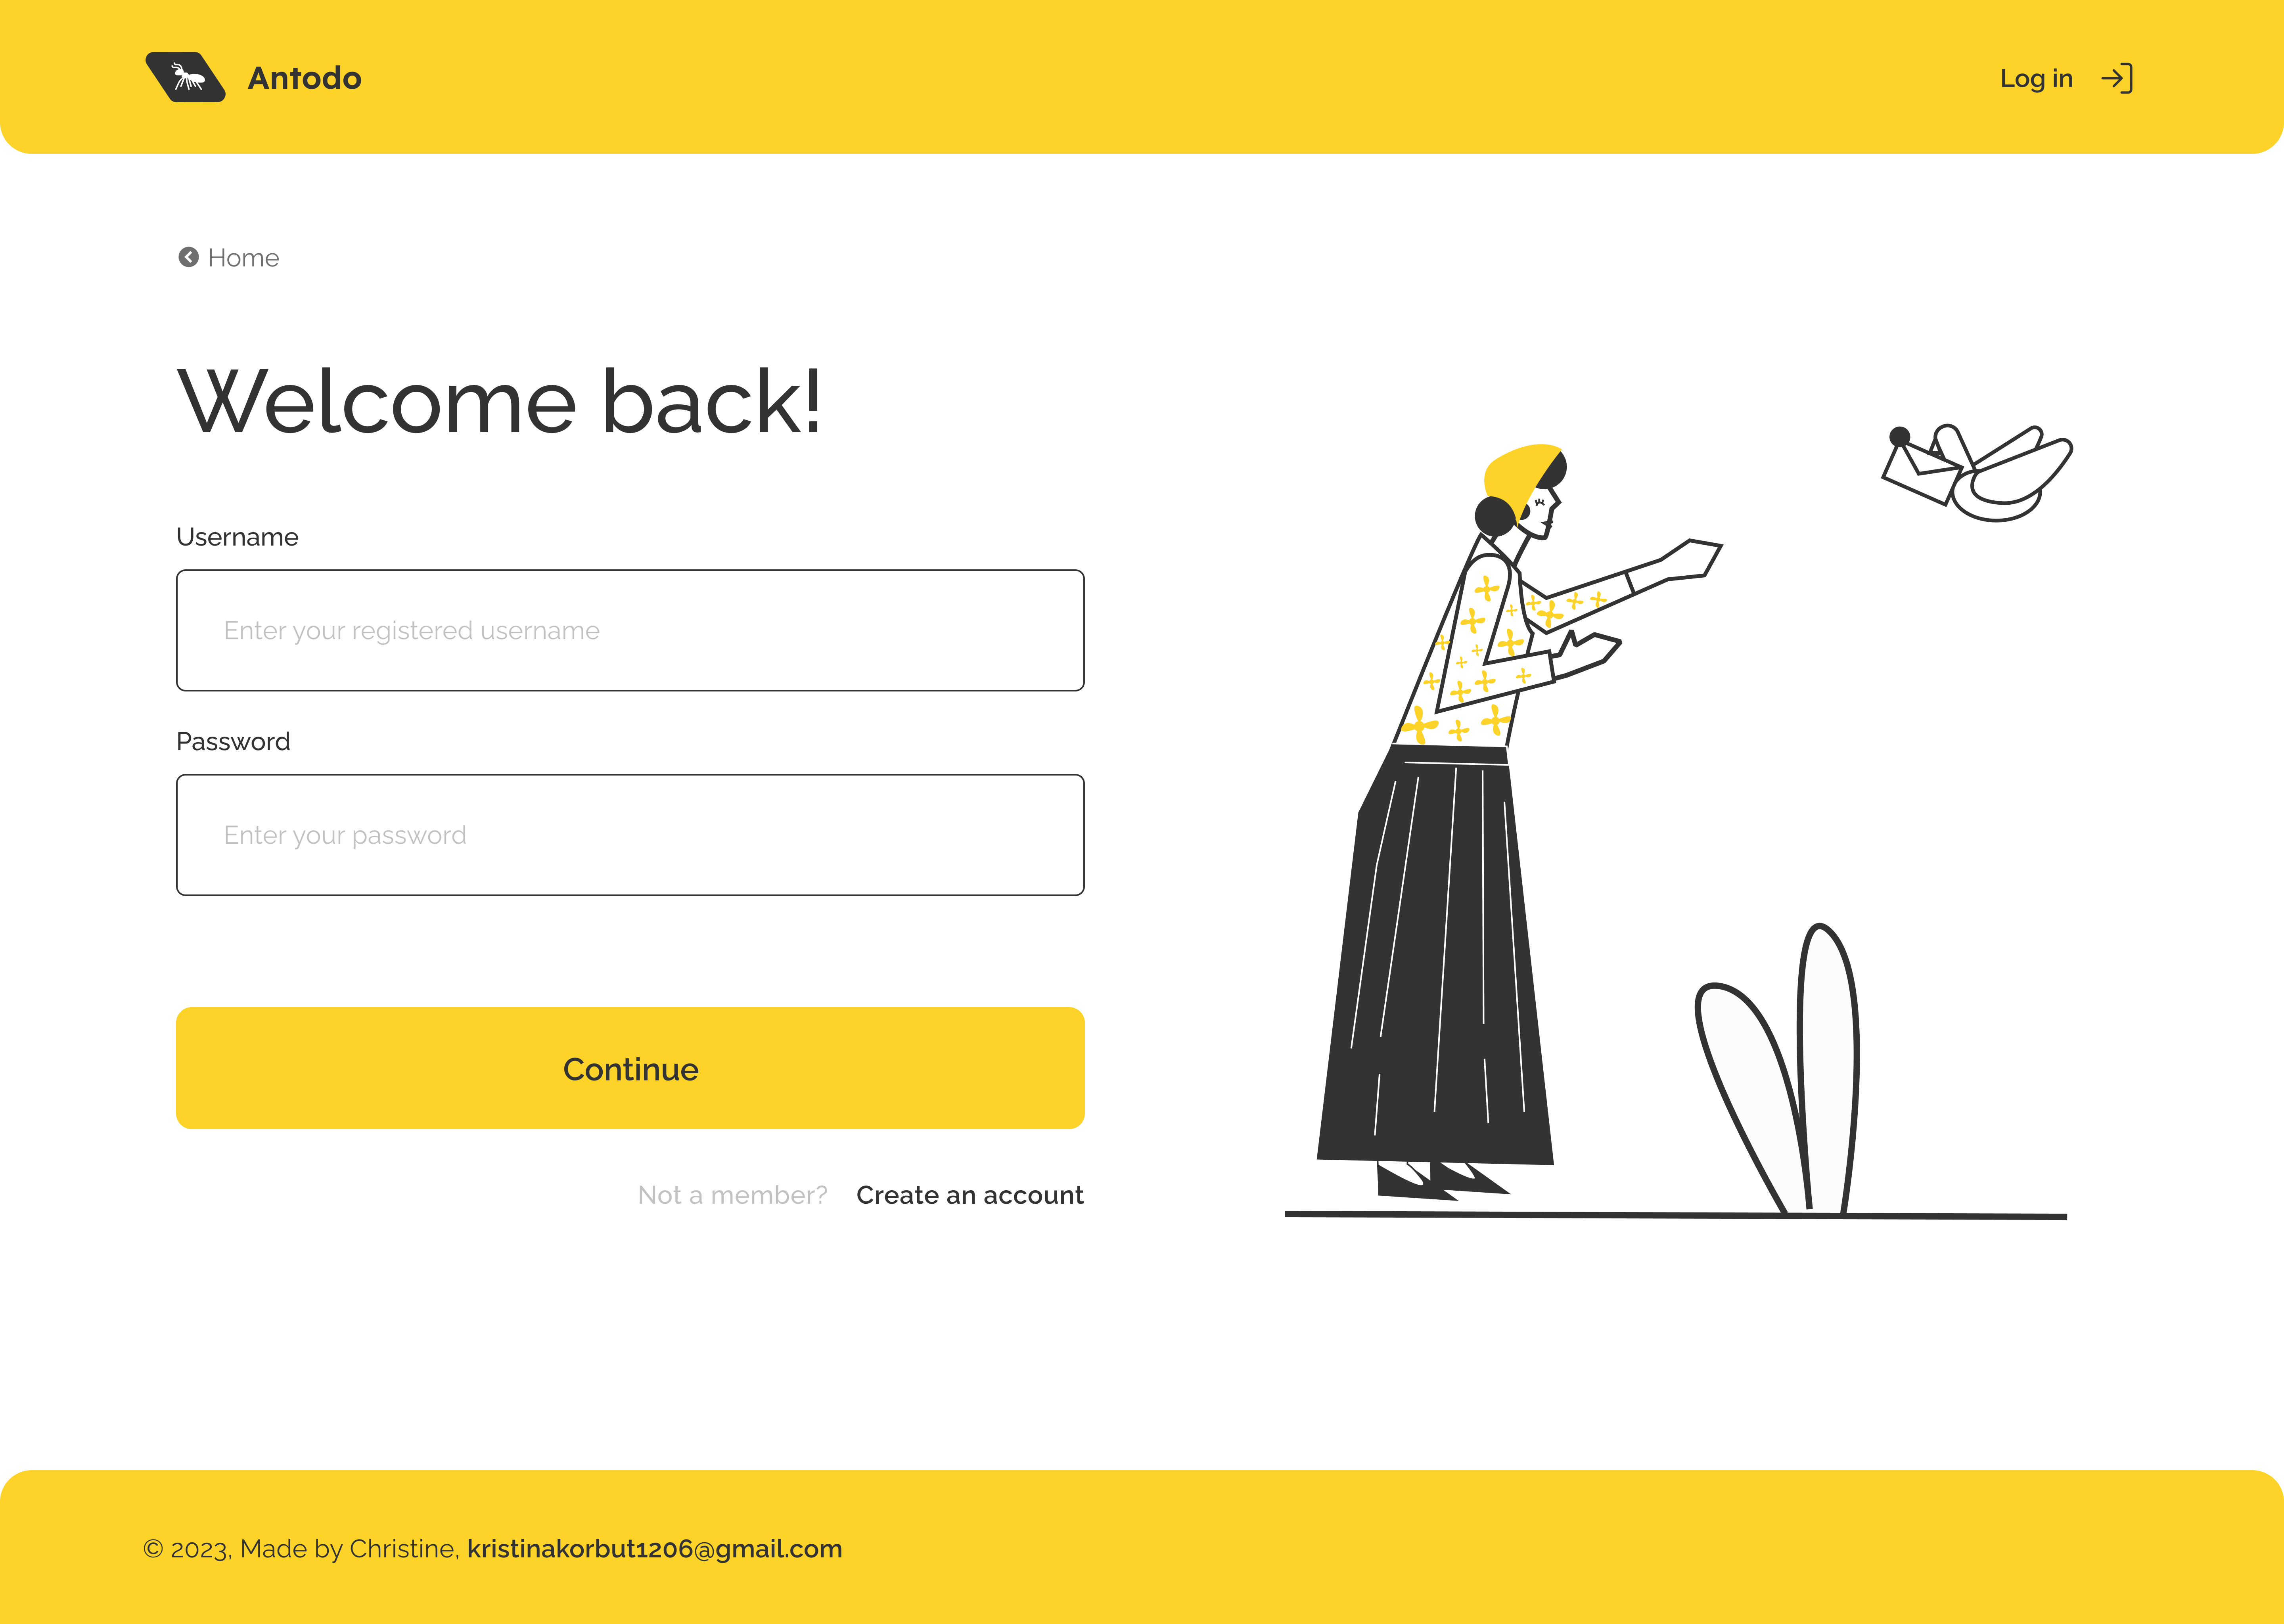 Antodo
Log in
Home
Welcome back!
Username
Enter your registered username
Password
Enter your password
Continue
Not a member? Create an account
© 2023, Made by Christine, kristinakorbut1206@gmail.com